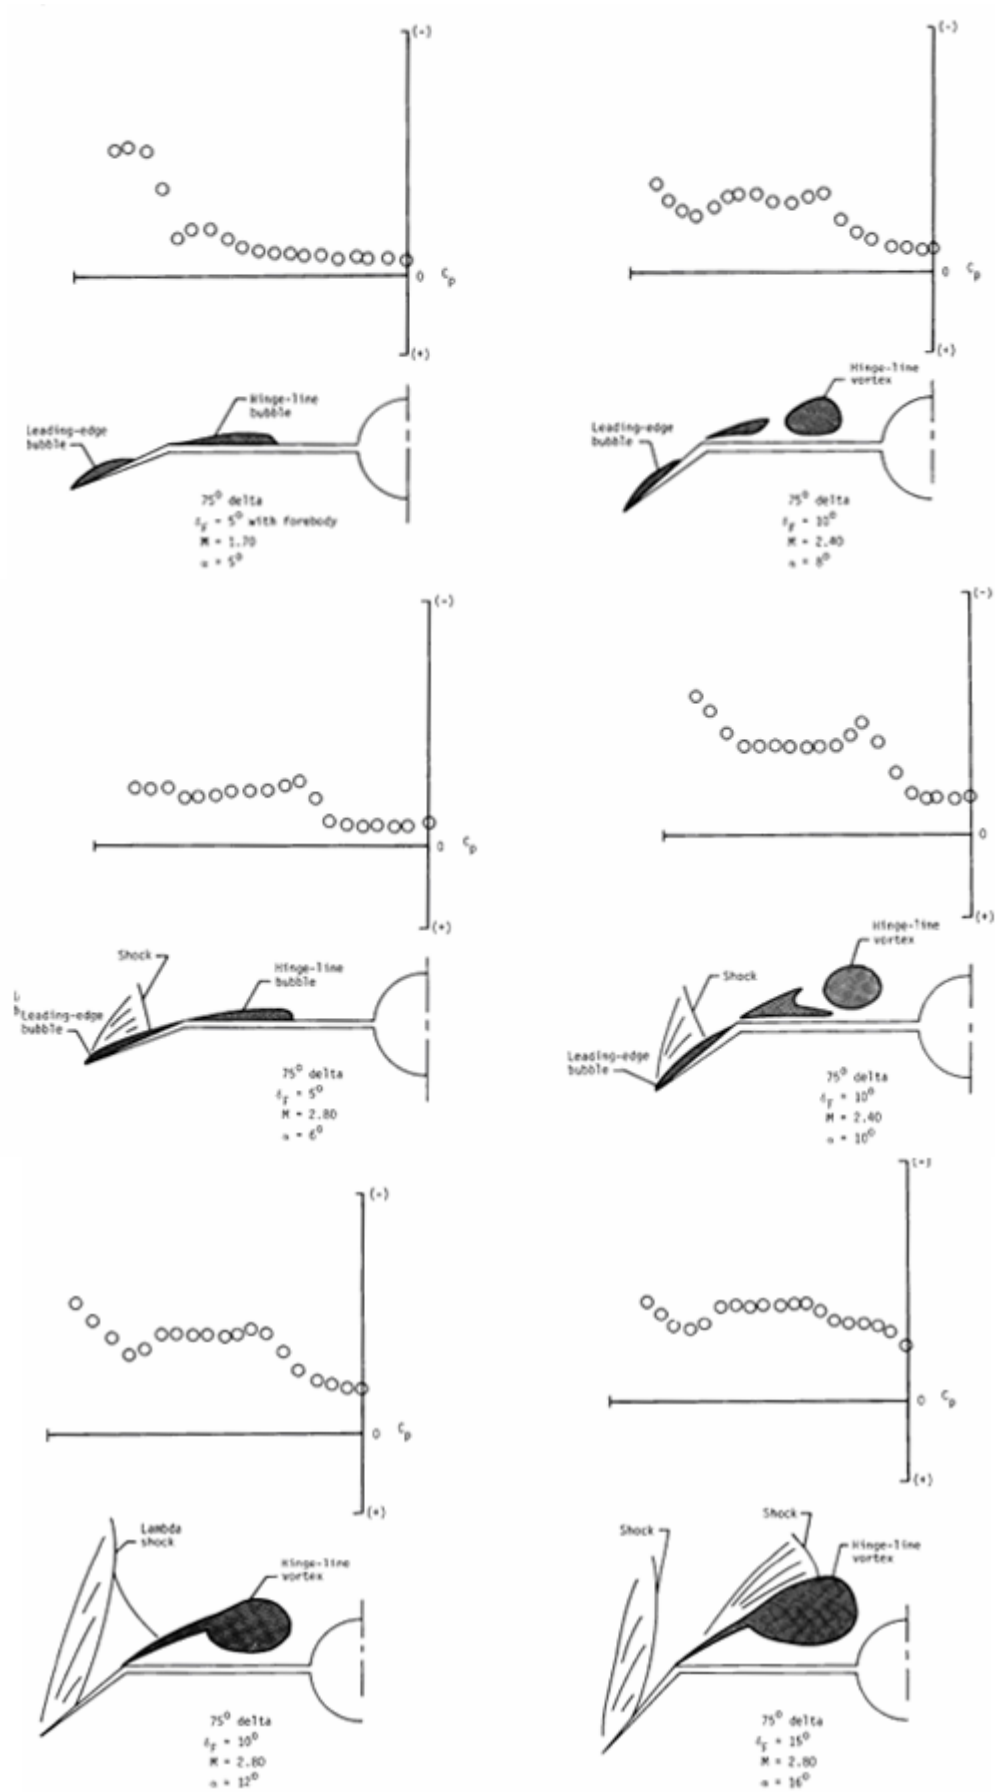 (-)
0 Cp
(+)
Hinge-line
bubble
Leading-edge
bubble
75° delta
δF = 5° with forebody
M = 1.70
α = 5°
(-)
0 Cp
(+)
Hinge-line
vortex
Leading-edge
bubble
75° delta
δF = 10°
M = 2.40
α = 8°
(-)
0 Cp
(+)
Shock
Hinge-line
bubble
Leading-edge
bubble
75° delta
δF = 5°
M = 2.80
α = 6°
(-)
0
(+)
Hinge-line
vortex
Shock
Leading-edge
bubble
75° delta
δF = 10°
M = 2.40
α = 10°
(-)
0 Cp
(+)
Lambda
shock
Hinge-line
vortex
75° delta
δF = 10°
M = 2.80
α = 12°
(-)
0 Cp
(+)
Shock
Shock
Hinge-line
vortex
75° delta
δF = 15°
M = 2.80
α = 16°